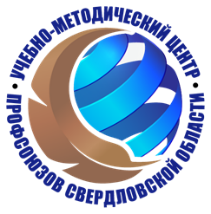 УЧЕБНО-МЕТОДИЧЕСКИЙ ЦЕНТР
ПРОФСОЮЗОВ СВЕРДЛОВСКОЙ ОБЛАСТИ